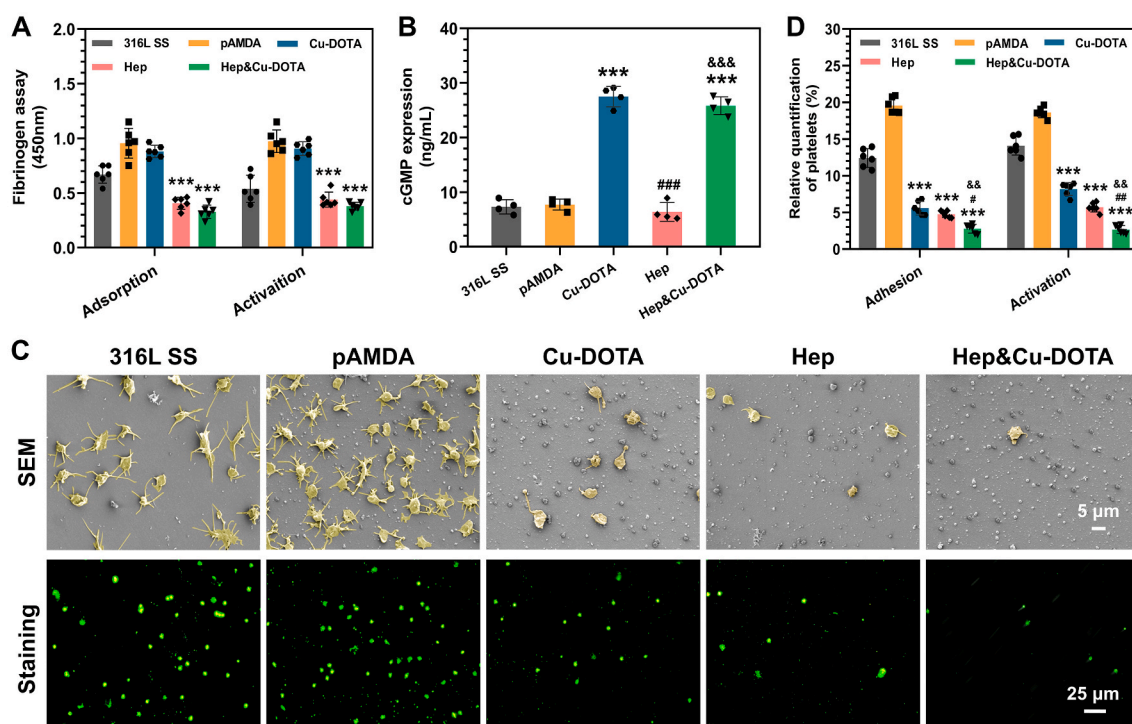 A
316L SS
pAMDA
Cu-DOTA
Hep
Hep&Cu-DOTA
Fibrinogen assay
(450nm)
2.0
1.5
1.0
0.5
0.0
***
***
***
***
Adsorption
Activaition
B
cGMP expression
(ng/mL)
40
30
20
10
0
***
###
&&&
***
316L SS
pAMDA
Cu-DOTA
Hep
Hep&Cu-DOTA
D
316L SS
pAMDA
Cu-DOTA
Hep
Hep&Cu-DOTA
Relative quantification
of platelets (%)
30
25
20
15
10
5
0
***
***
&&
#
***
***
***
&&
##
***
Adhesion
Activation
C
316L SS
pAMDA
Cu-DOTA
Hep
Hep&Cu-DOTA
SEM
5 µm
Staining
25 µm